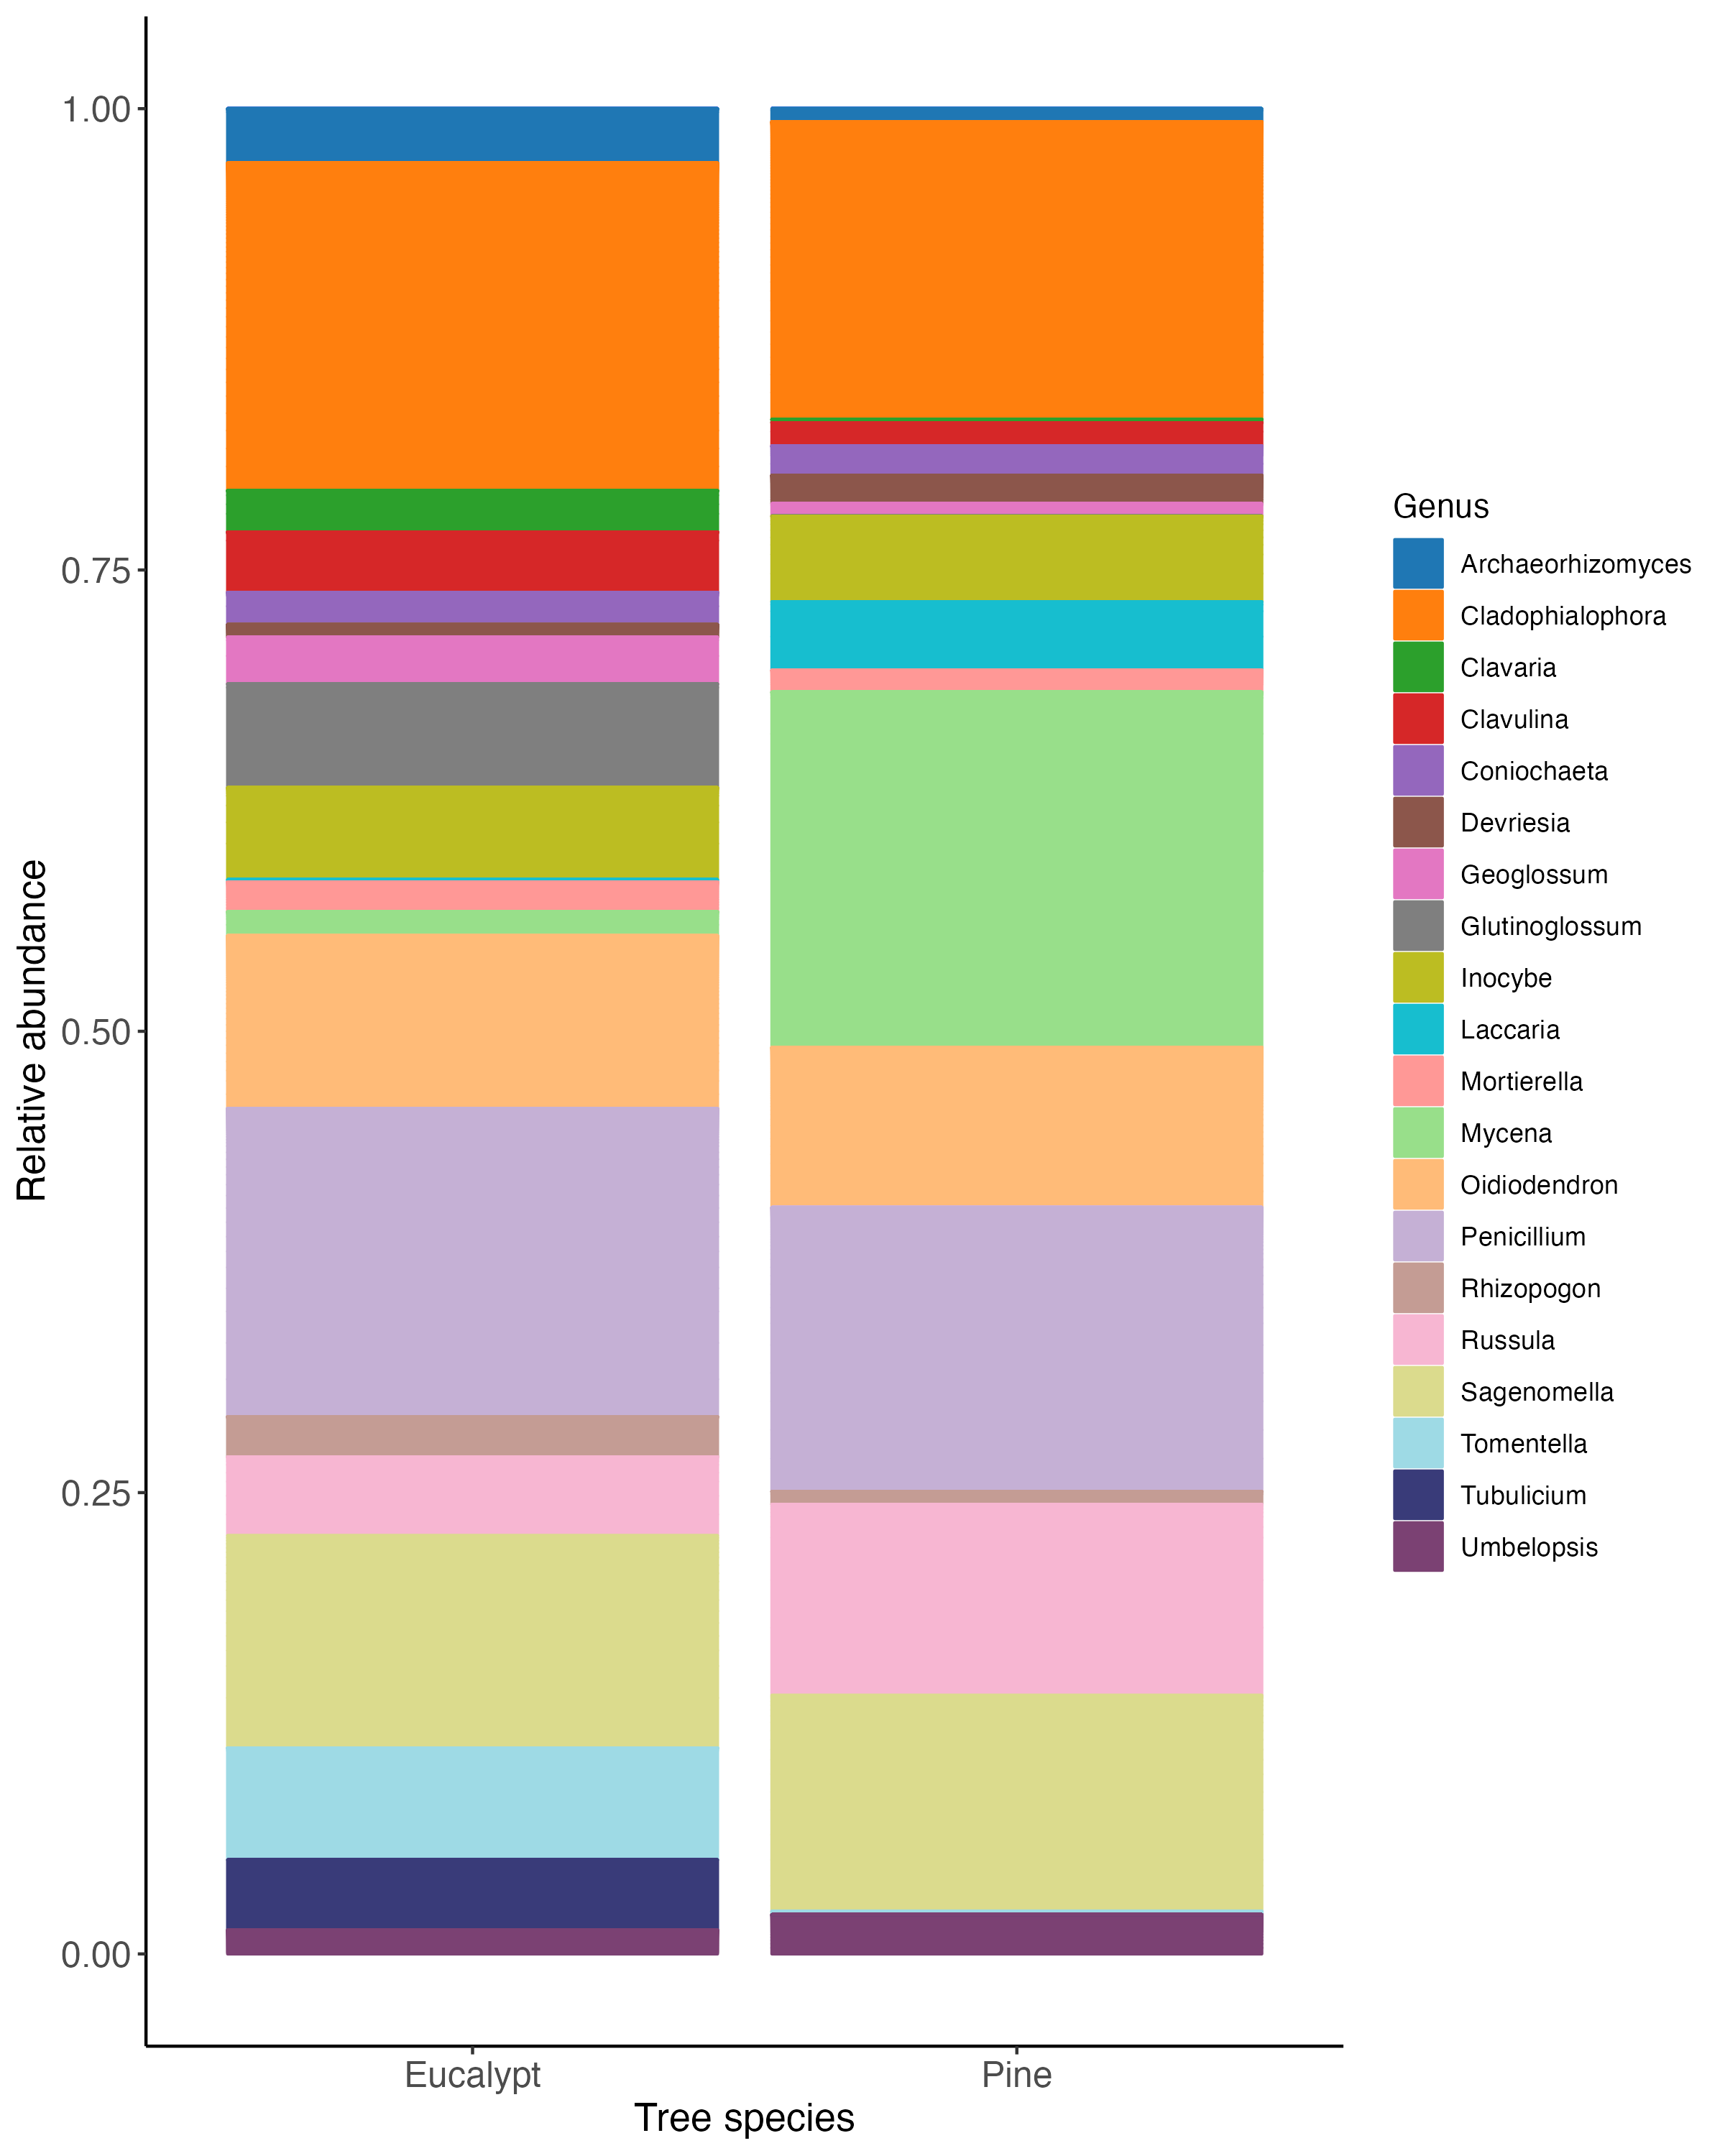 1.00
0.75
0.50
0.25
0.00
Relative abundance
Eucalypt
Pine
Tree species
Genus
Archaeorhizomyces
Cladophialophora
Clavaria
Clavulina
Coniochaeta
Devriesia
Geoglossum
Glutinoglossum
Inocybe
Laccaria
Mortierella
Mycena
Oidiodendron
Penicillium
Rhizopogon
Russula
Sagenomella
Tomentella
Tubulicium
Umbelopsis